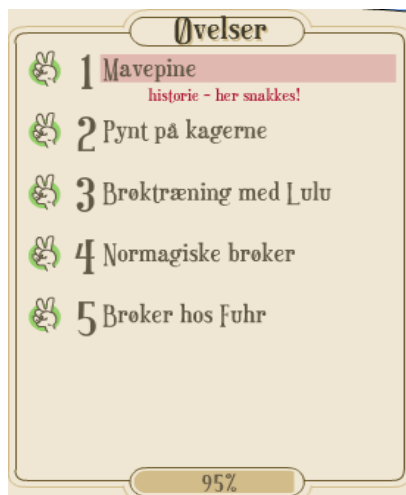 Øvelser
1 Mavepine
historie - her snakkes!
2 Pynt på kagerne
3 Brøktræning med Lulu
4 Normagiske brøker
5 Brøker hos Fuhr
95%